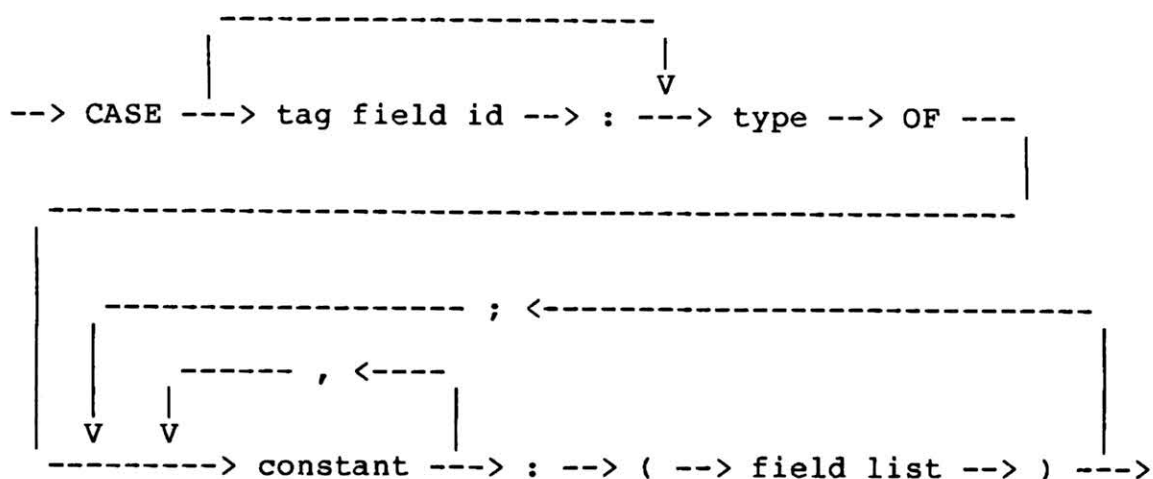 --> CASE ---> tag field id --> : ---> type --> OF ---
;
,
---------> constant ---> : --> ( --> field list --> ) --->